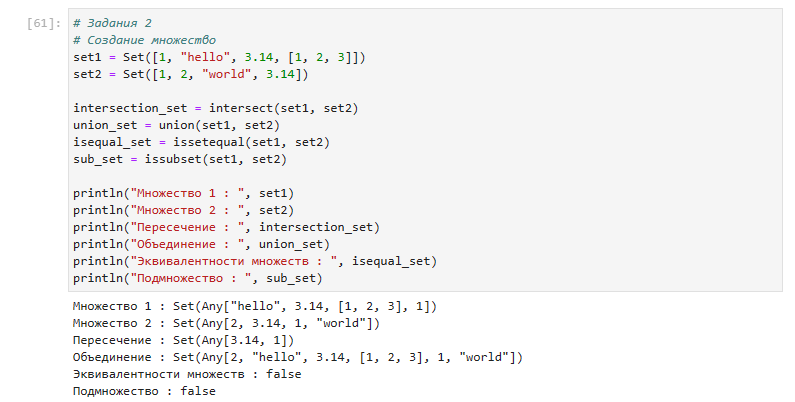 [61]: # Задания 2
# Создание множество
set1 = Set([1, "hello", 3.14, [1, 2, 3]])
set2 = Set([1, 2, "world", 3.14])
intersection_set = intersect(set1, set2)
union_set = union(set1, set2)
isequal_set = issetequal(set1, set2)
sub_set = issubset(set1, set2)
println("Множество 1 : ", set1)
println("Множество 2 : ", set2)
println("Пересечение : ", intersection_set)
println("Объединение : ", union_set)
println("Эквивалентности множеств : ", isequal_set)
println("Подмножество : ", sub_set)
Множество 1 : Set(Any["hello", 3.14, [1, 2, 3], 1])
Множество 2 : Set(Any[2, 3.14, 1, "world"])
Пересечение : Set(Any[3.14, 1])
Объединение : Set(Any[2, "hello", 3.14, [1, 2, 3], 1, "world"])
Эквивалентности множеств : false
Подмножество : false